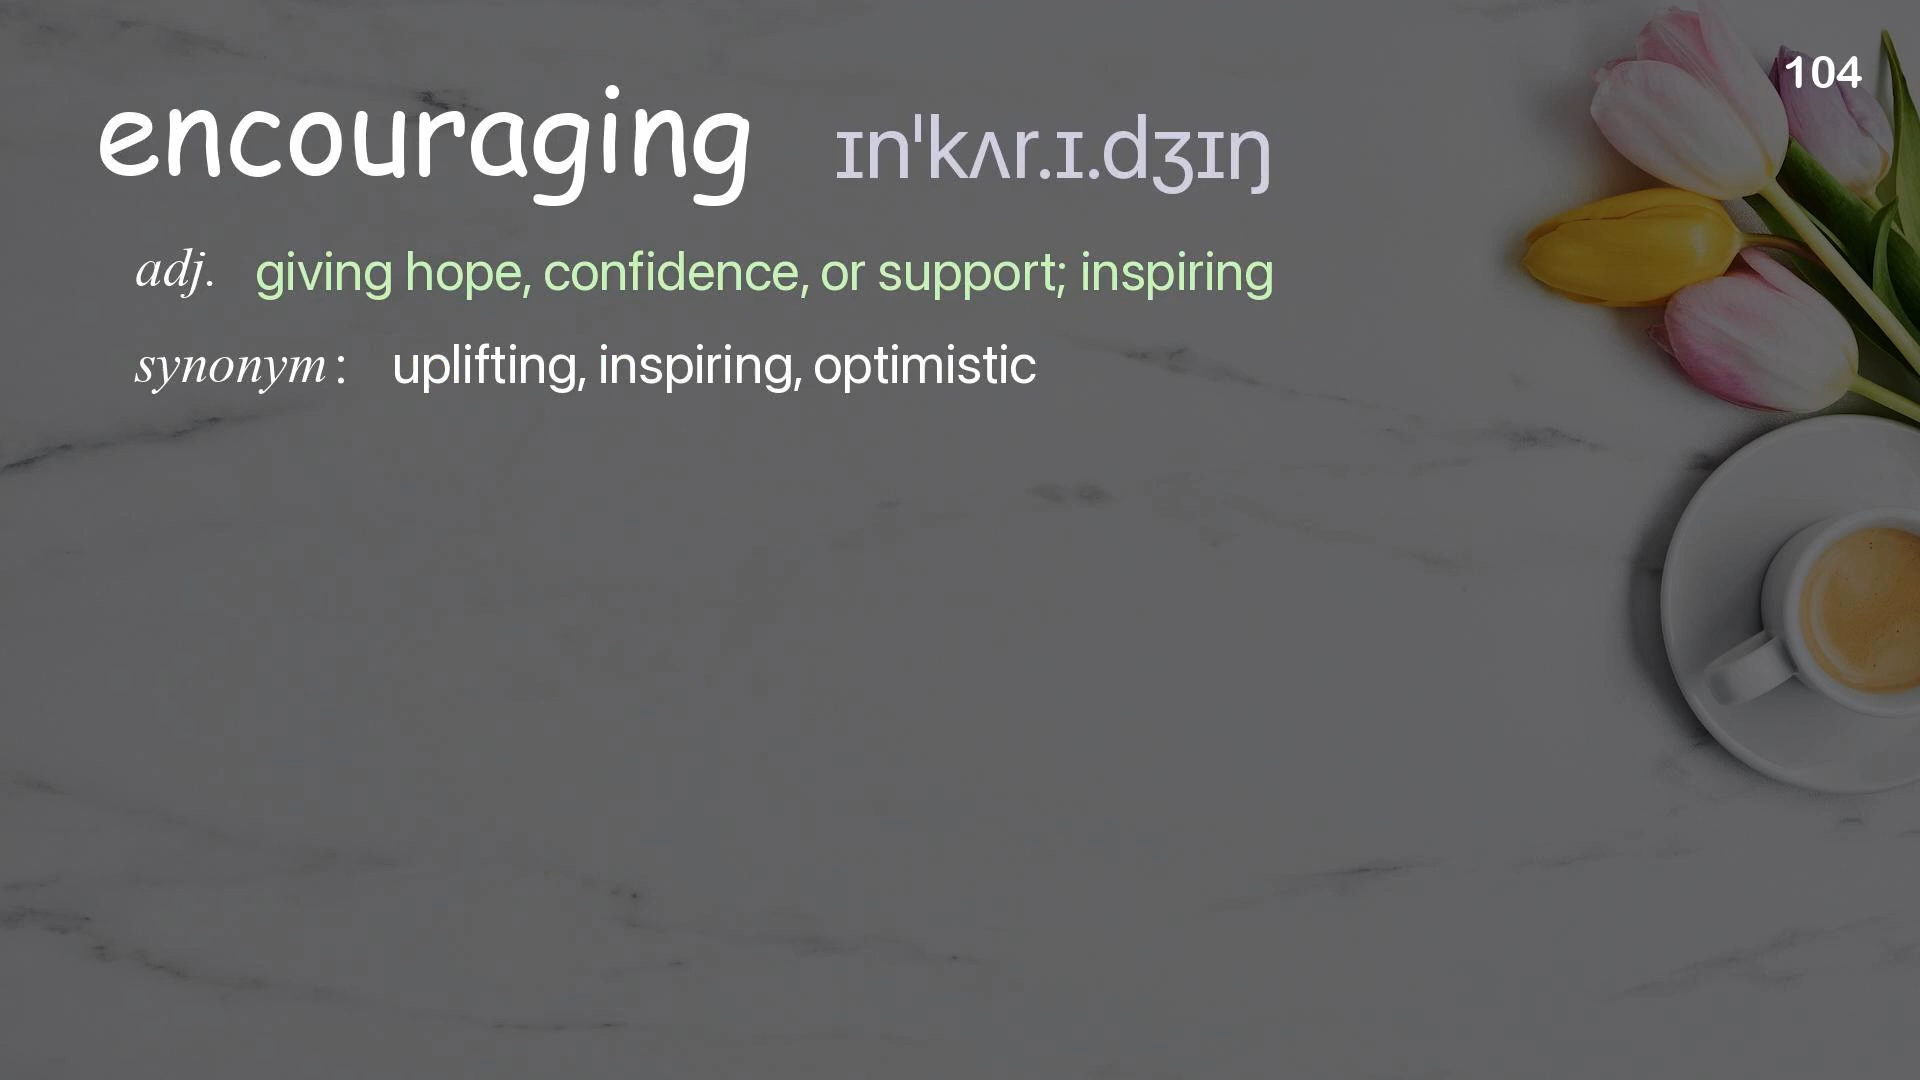 104
encouraging ɪnˈkʌr.ɪ.dʒɪŋ
adj. giving hope, confidence, or support; inspiring
synonym: uplifting, inspiring, optimistic